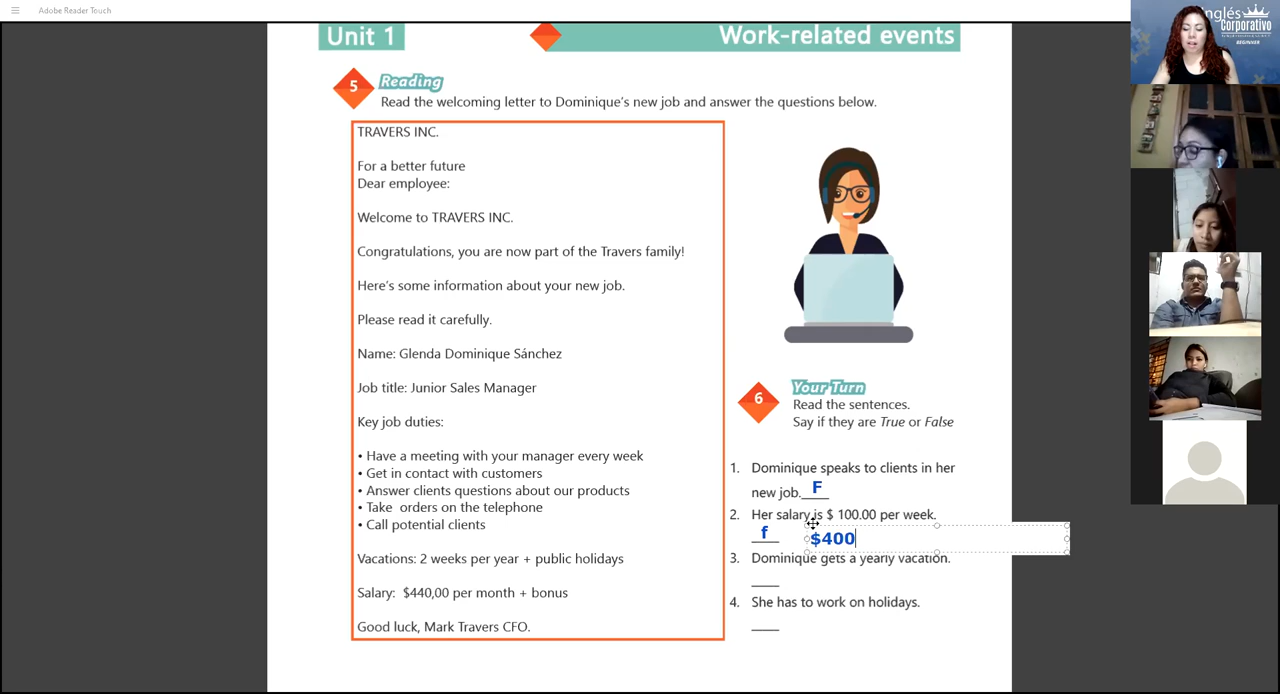 Adobe Reader Touch
Inglés
Corporativo
BEGINNER
Unit 1
Work-related events
5
Reading
Read the welcoming letter to Dominique's new job and answer the questions below.
TRAVERS INC.
For a better future
Dear employee:
Welcome to TRAVERS INC.
Congratulations, you are now part of the Travers family!
Here's some information about your new job.
Please read it carefully.
Name: Glenda Dominique Sánchez
Job title: Junior Sales Manager
Key job duties:
• Have a meeting with your manager every week
• Get in contact with customers
• Answer clients questions about our products
• Take orders on the telephone
• Call potential clients
Vacations: 2 weeks per year + public holidays
Salary: $440,00 per month + bonus
Good luck, Mark Travers CFO.
6
Your Turn
Read the sentences.
Say if they are True or False
1. Dominique speaks to clients in her
new job.____ F
2. Her salary is $ 100.00 per week.
____ f $400
3. Dominique gets a yearly vacation.
____
4. She has to work on holidays.
____